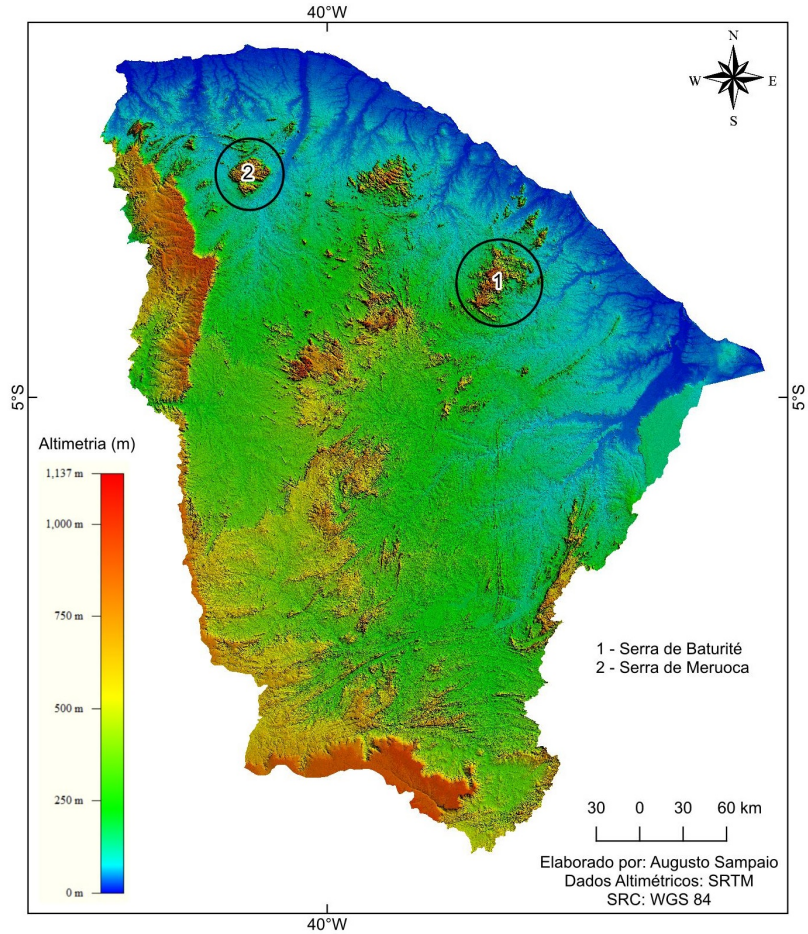 40°W
N
W E
S
2
1
5°S
5°S
Altimetria (m)
1,137 m
1,000 m
750 m
500 m
250 m
0 m
1 - Serra de Baturité
2 - Serra de Meruoca
30 0 30 60 km
Elaborado por: Augusto Sampaio
Dados Altimétricos: SRTM
SRC: WGS 84
40°W